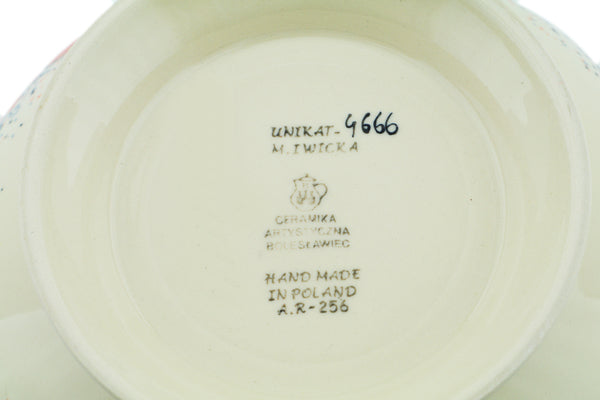 UNIKAT-4666
M.IWICKA
CERAMIKA
ARTYSTYCZNA
BOLESŁAWIEC
HAND MADE
IN POLAND
A.R-256